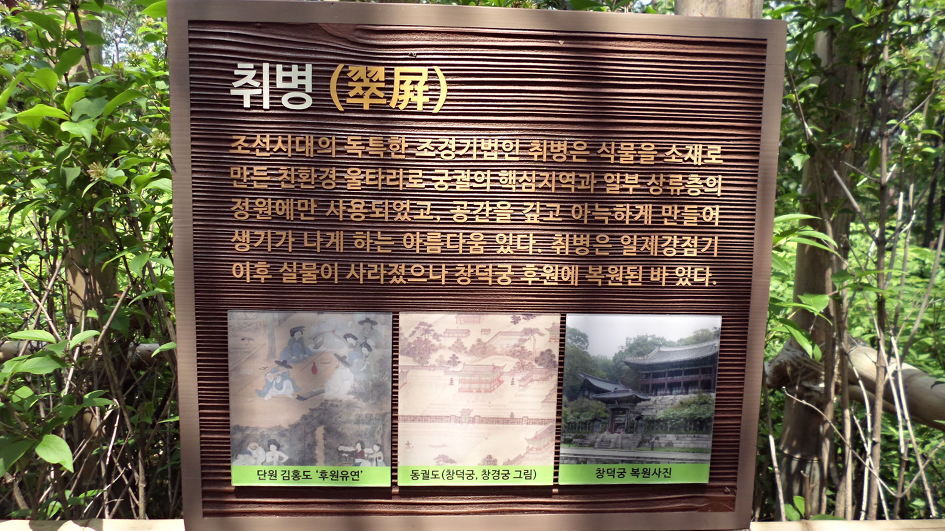 취병(翠屛)
조선시대의 독특한 조경기법인 취병은 식물을 소재로
만든 친환경 울타리로 궁궐의 핵심지역과 일부 상류층의
정원에만 사용되었고, 공간을 깊고 아늑하게 만들어
생기가 나게 하는 아름다움 있다. 취병은 일제강점기
이후 실물이 사라졌으나 창덕궁 후원에 복원된 바 있다.
단원 김홍도 '후원유연'
동궐도(창덕궁, 창경궁 그림)
창덕궁 복원사진